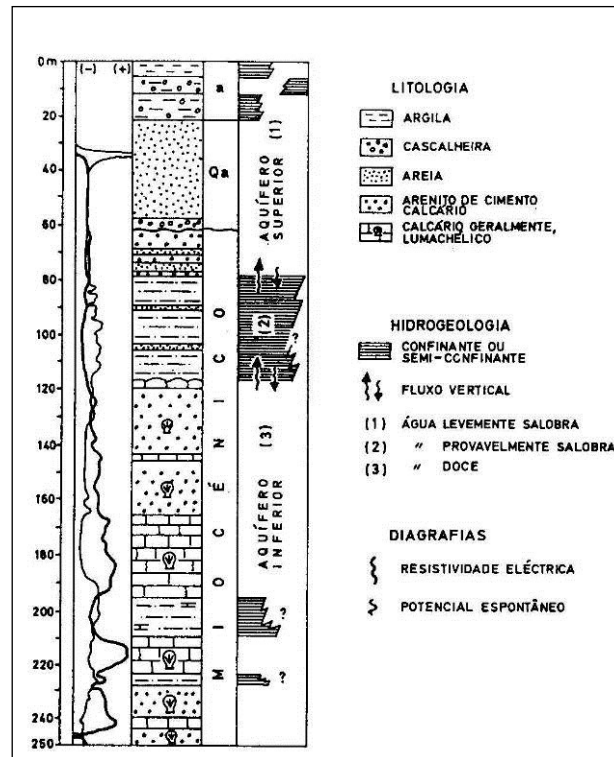 0 m
(-) (+)
20
40
60
80
100
120
140
160
180
200
220
240
250
a
Qa
MIOCÉNICO
(1)
AQUÍFERO
SUPERIOR
(2)
?
(3)
AQUÍFERO
INFERIOR
?
?
LITOLOGIA
ARGILA
CASCALHEIRA
AREIA
ARENITO DE CIMENTO
CALCÁRIO
CALCÁRIO GERALMENTE,
LUMACHÉLICO
HIDROGEOLOGIA
CONFINANTE OU
SEMI-CONFINANTE
FLUXO VERTICAL
(1) ÁGUA LEVEMENTE SALOBRA
(2) " PROVAVELMENTE SALOBRA
(3) " DOCE
DIAGRAFIAS
RESISTIVIDADE ELÉCTRICA
POTENCIAL ESPONTÂNEO